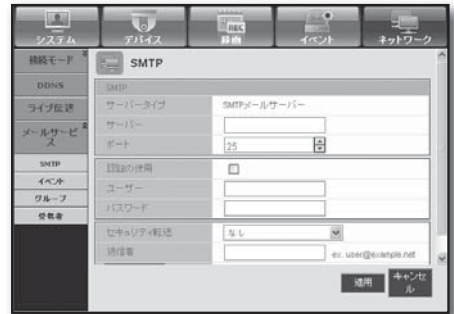 システム
デバイス
録画
イベント
ネットワーク
接続モード
DDNS
ライブ伝送
メールサービ
ス
SMTP
イベント
グループ
受信者
SMTP
SMTP
サーバータイプ
SMTPメールサーバー
サーバー
ポート
25
認証の使用
ユーザー
パスワード
セキュリティ転送
なし
送信者
ex. user@example.net
適用
キャンセ
ル